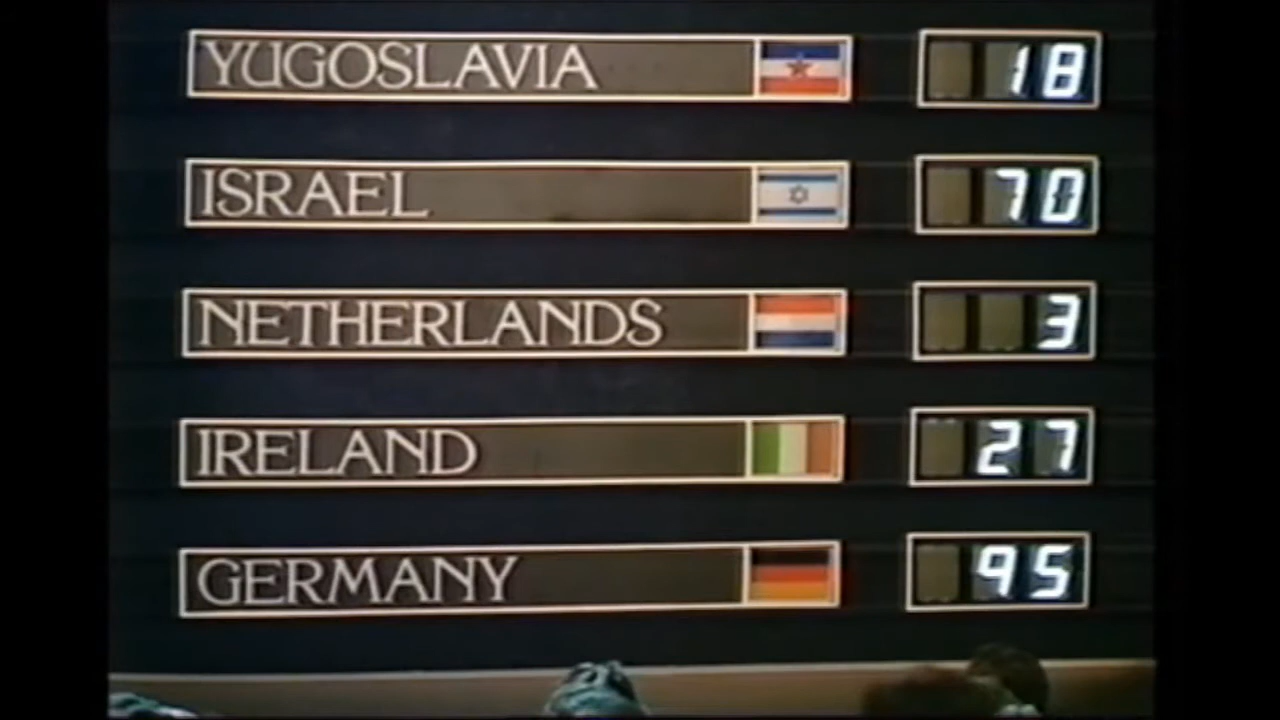 YUGOSLAVIA 18
ISRAEL 70
NETHERLANDS 3
IRELAND 27
GERMANY 95